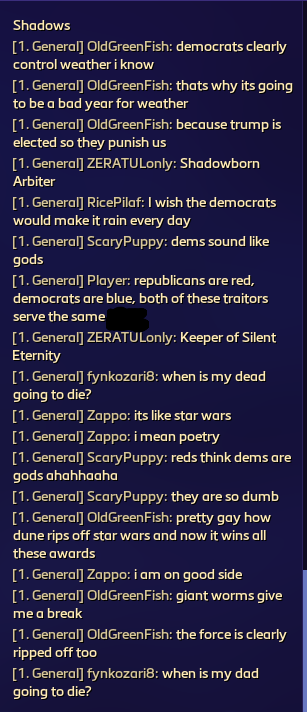 Shadows
[1. General] OldGreenFish: democrats clearly
control weather i know
[1. General] OldGreenFish: thats why its going
to be a bad year for weather
[1. General] OldGreenFish: because trump is
elected so they punish us
[1. General] ZERATULonly: Shadowborn
Arbiter
[1. General] RicePilaf: I wish the democrats
would make it rain every day
[1. General] ScaryPuppy: dems sound like
gods
[1. General] Player: republicans are red,
democrats are blue, both of these traitors
serve the same
[1. General] ZERATULonly: Keeper of Silent
Eternity
[1. General] fynkozari8: when is my dead
going to die?
[1. General] Zappo: its like star wars
[1. General] Zappo: i mean poetry
[1. General] ScaryPuppy: reds think dems are
gods ahahhaaha
[1. General] ScaryPuppy: they are so dumb
[1. General] OldGreenFish: pretty gay how
dune rips off star wars and now it wins all
these awards
[1. General] Zappo: i am on good side
[1. General] OldGreenFish: giant worms give
me a break
[1. General] OldGreenFish: the force is clearly
ripped off too
[1. General] fynkozari8: when is my dad
going to die?